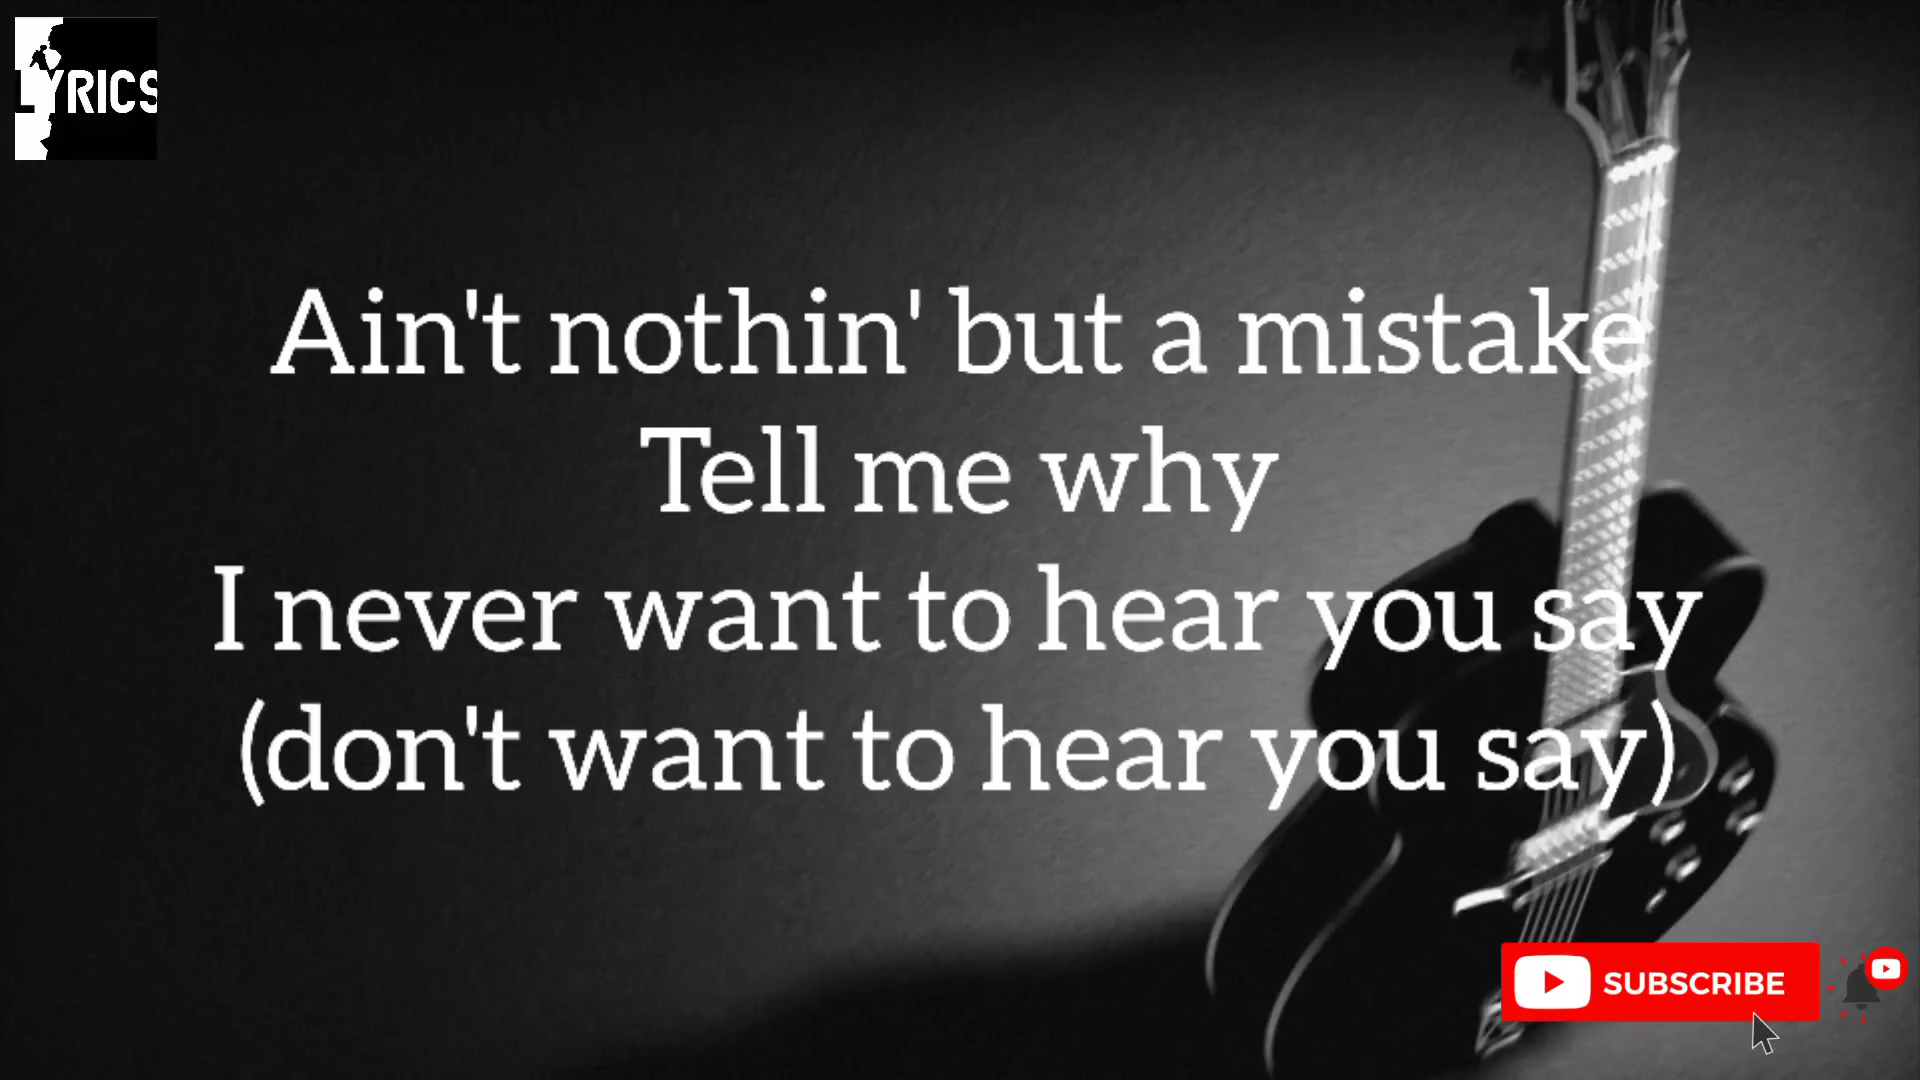 LYRICS
Ain't nothin' but a mistake
Tell me why
I never want to hear you say
(don't want to hear you say)
SUBSCRIBE